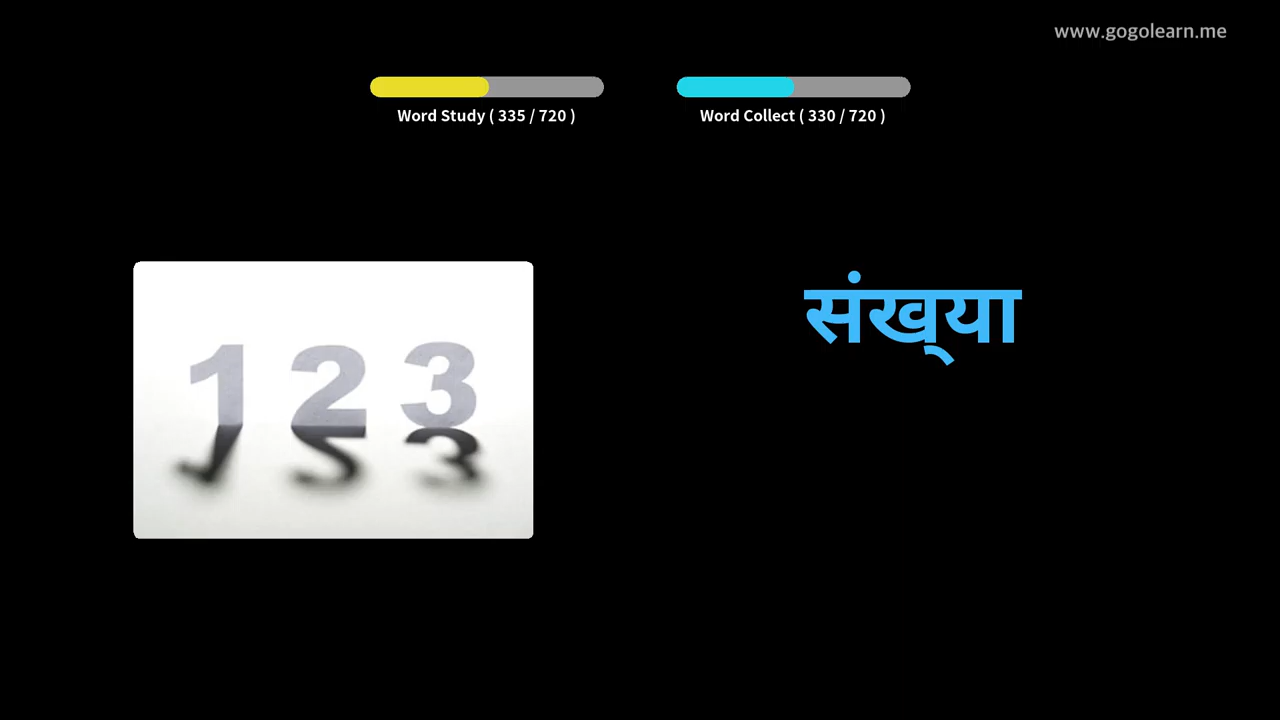 www.gogolearn.me
Word Study ( 335 / 720 )
Word Collect ( 330 / 720 )
1 2 3
संख्या